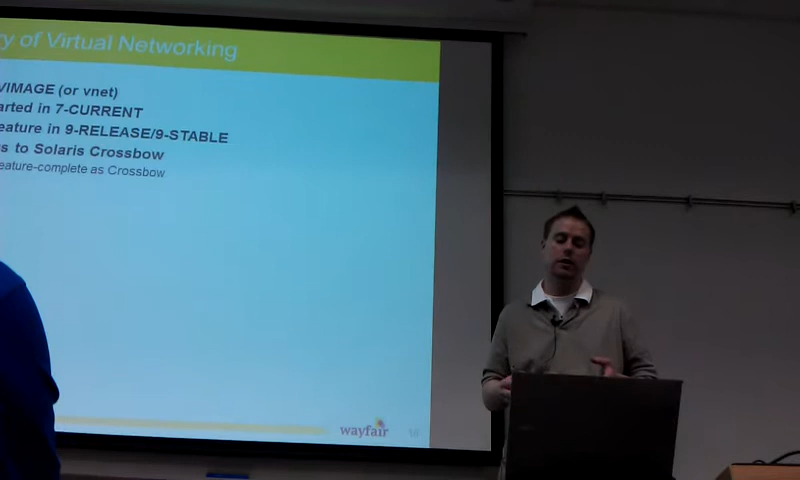 y of Virtual Networking
VIMAGE (or vnet)
arted in 7-CURRENT
eature in 9-RELEASE/9-STABLE
s to Solaris Crossbow
eature-complete as Crossbow
wayfair